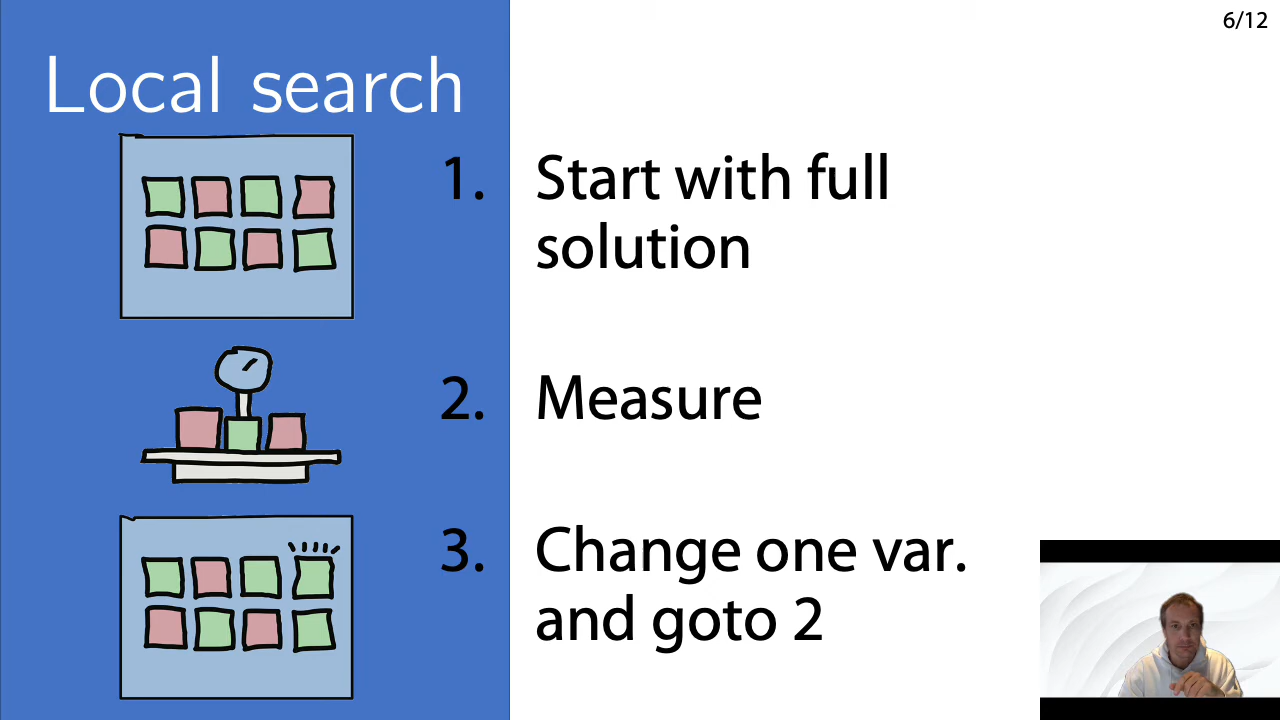 6/12
Local search
1. Start with full
solution
2. Measure
3. Change one var.
and goto 2